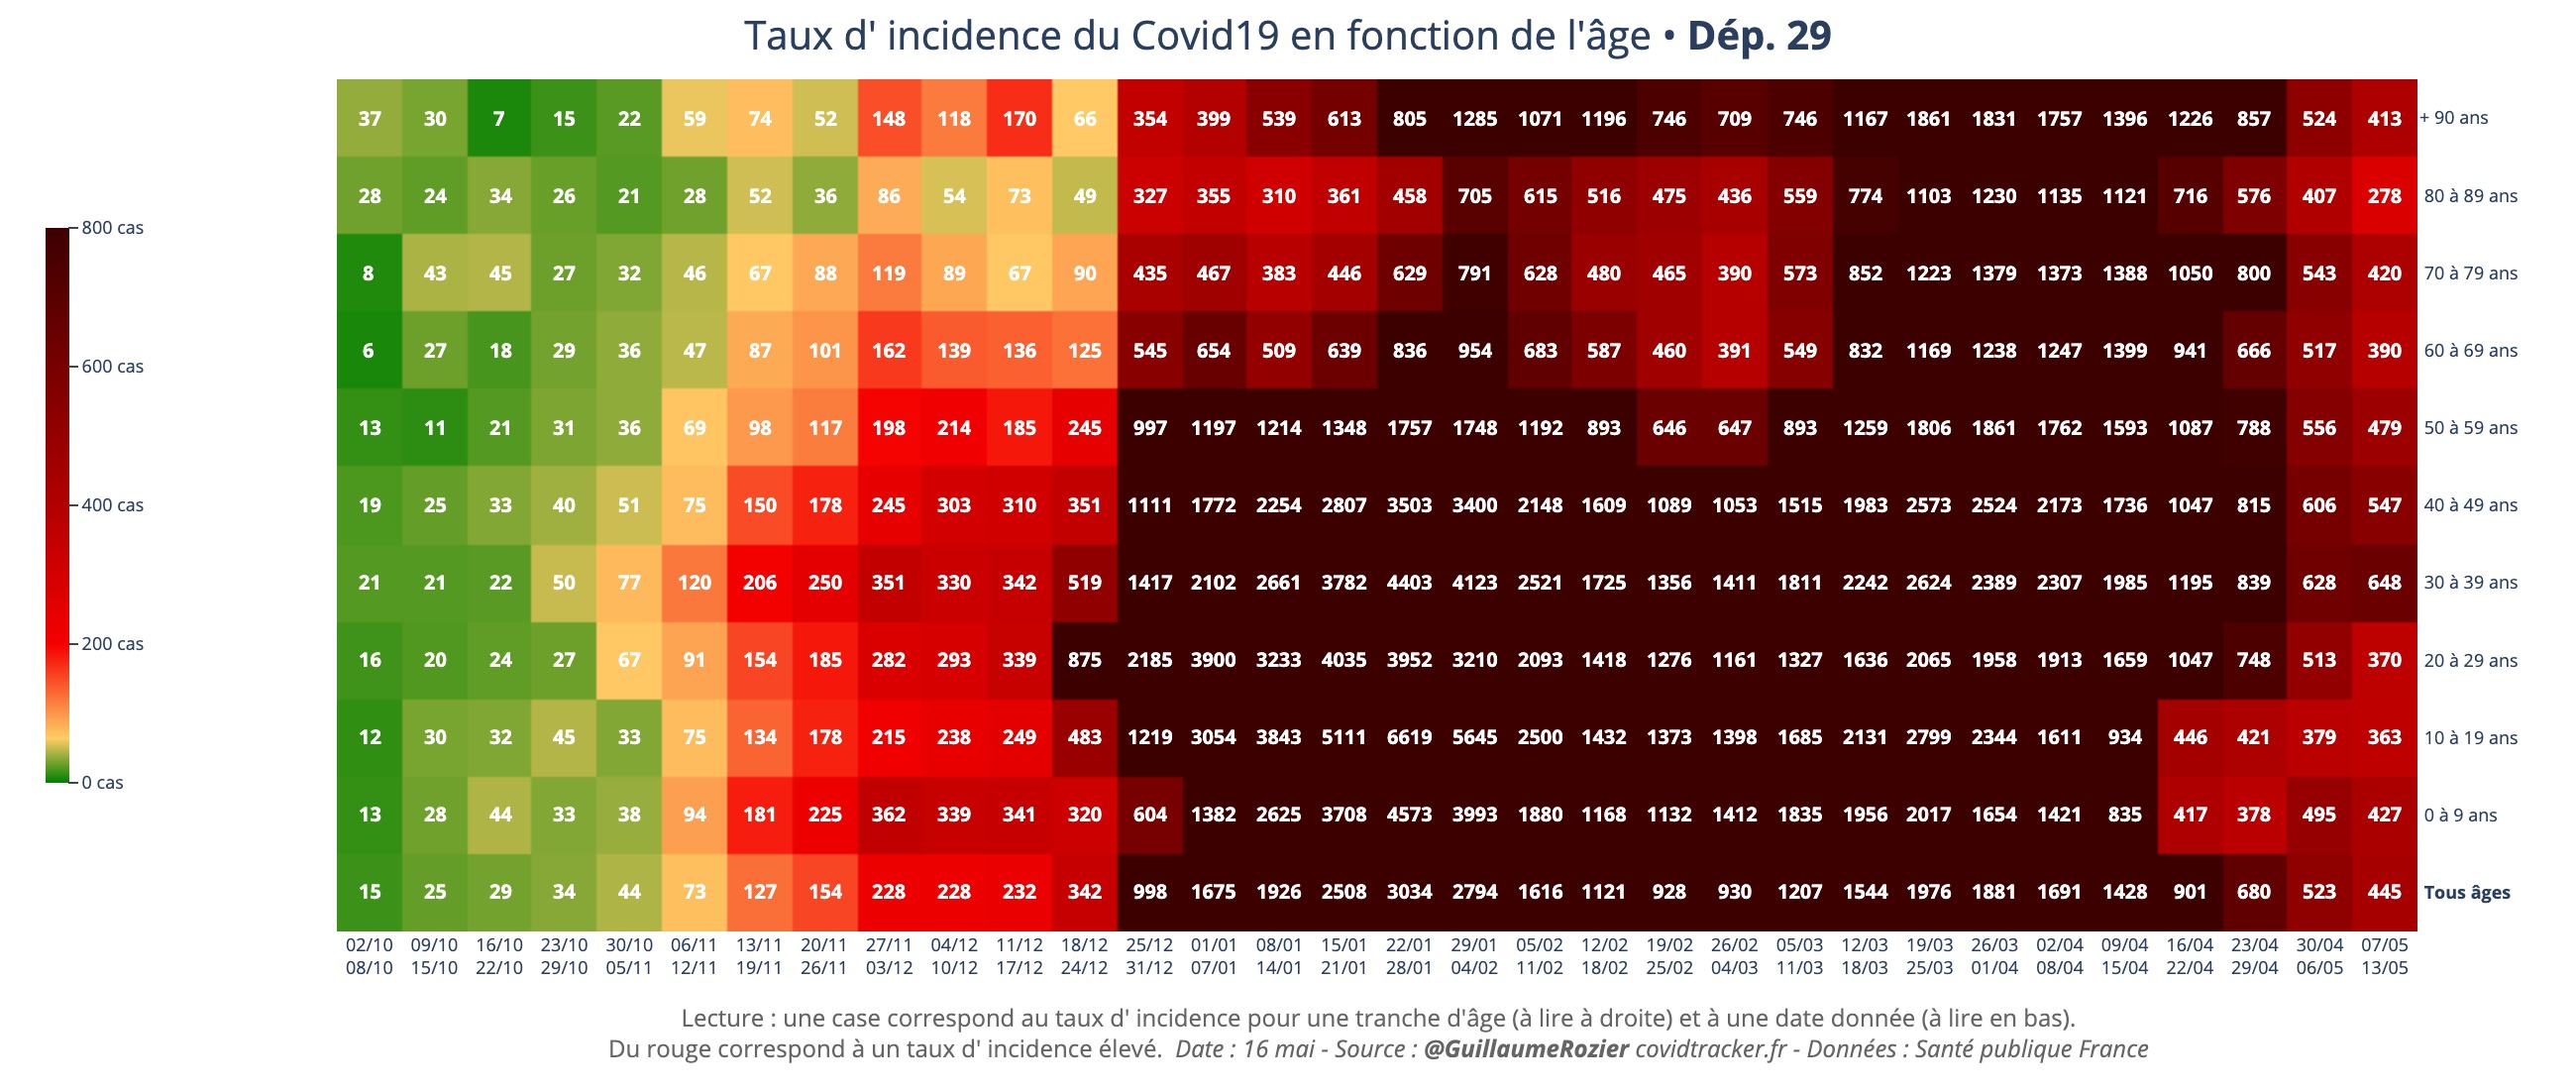 Taux d' incidence du Covid19 en fonction de l'âge • Dép. 29
37 30 7 15 22 59 74 52 148 118 170 66 354 399 539 613 805 1285 1071 1196 746 709 746 1167 1861 1831 1757 1396 1226 857 524 413 + 90 ans
28 24 34 26 21 28 52 36 86 54 73 49 327 355 310 361 458 705 615 516 475 436 559 774 1103 1230 1135 1121 716 576 407 278 80 à 89 ans
800 cas
8 43 45 27 32 46 67 88 119 89 67 90 435 467 383 446 629 791 628 480 465 390 573 852 1223 1379 1373 1388 1050 800 543 420 70 à 79 ans
6 27 18 29 36 47 87 101 162 139 136 125 545 654 509 639 836 954 683 587 460 391 549 832 1169 1238 1247 1399 941 666 517 390 60 à 69 ans
600 cas
13 11 21 31 36 69 98 117 198 214 185 245 997 1197 1214 1348 1757 1748 1192 893 646 647 893 1259 1806 1861 1762 1593 1087 788 556 479 50 à 59 ans
400 cas
19 25 33 40 51 75 150 178 245 303 310 351 1111 1772 2254 2807 3503 3400 2148 1609 1089 1053 1515 1983 2573 2524 2173 1736 1047 815 606 547 40 à 49 ans
21 21 22 50 77 120 206 250 351 330 342 519 1417 2102 2661 3782 4403 4123 2521 1725 1356 1411 1811 2242 2624 2389 2307 1985 1195 839 628 648 30 à 39 ans
200 cas
16 20 24 27 67 91 154 185 282 293 339 875 2185 3900 3233 4035 3952 3210 2093 1418 1276 1161 1327 1636 2065 1958 1913 1659 1047 748 513 370 20 à 29 ans
12 30 32 45 33 75 134 178 215 238 249 483 1219 3054 3843 5111 6619 5645 2500 1432 1373 1398 1685 2131 2799 2344 1611 934 446 421 379 363 10 à 19 ans
0 cas
13 28 44 33 38 94 181 225 362 339 341 320 604 1382 2625 3708 4573 3993 1880 1168 1132 1412 1835 1956 2017 1654 1421 835 417 378 495 427 0 à 9 ans
15 25 29 34 44 73 127 154 228 228 232 342 998 1675 1926 2508 3034 2794 1616 1121 928 930 1207 1544 1976 1881 1691 1428 901 680 523 445 Tous âges
02/10 09/10 16/10 23/10 30/10 06/11 13/11 20/11 27/11 04/12 11/12 18/12 25/12 01/01 08/01 15/01 22/01 29/01 05/02 12/02 19/02 26/02 05/03 12/03 19/03 26/03 02/04 09/04 16/04 23/04 30/04 07/05
08/10 15/10 22/10 29/10 05/11 12/11 19/11 26/11 03/12 10/12 17/12 24/12 31/12 07/01 14/01 21/01 28/01 04/02 11/02 18/02 25/02 04/03 11/03 18/03 25/03 01/04 08/04 15/04 22/04 29/04 06/05 13/05
Lecture : une case correspond au taux d' incidence pour une tranche d'âge (à lire à droite) et à une date donnée (à lire en bas).
Du rouge correspond à un taux d' incidence élevé. Date : 16 mai - Source : @GuillaumeRozier covidtracker.fr - Données : Santé publique France